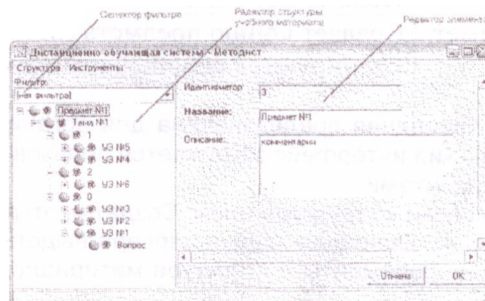 Селектор фильтра
Редактор структуры
учебного материала
Редактор элемента
Дистанционно обучающая система - Методист
Структура Инструменты
Фильтр:
[нет фильтра]
Предмет №1
Тема №1
1
УЭ №5
УЭ №4
2
УЭ №6
0
УЭ №3
УЭ №2
УЭ №1
Вопрос
Идентификатор
3
Название:
Предмет №1
Описание:
комментарии
Отмена
OK